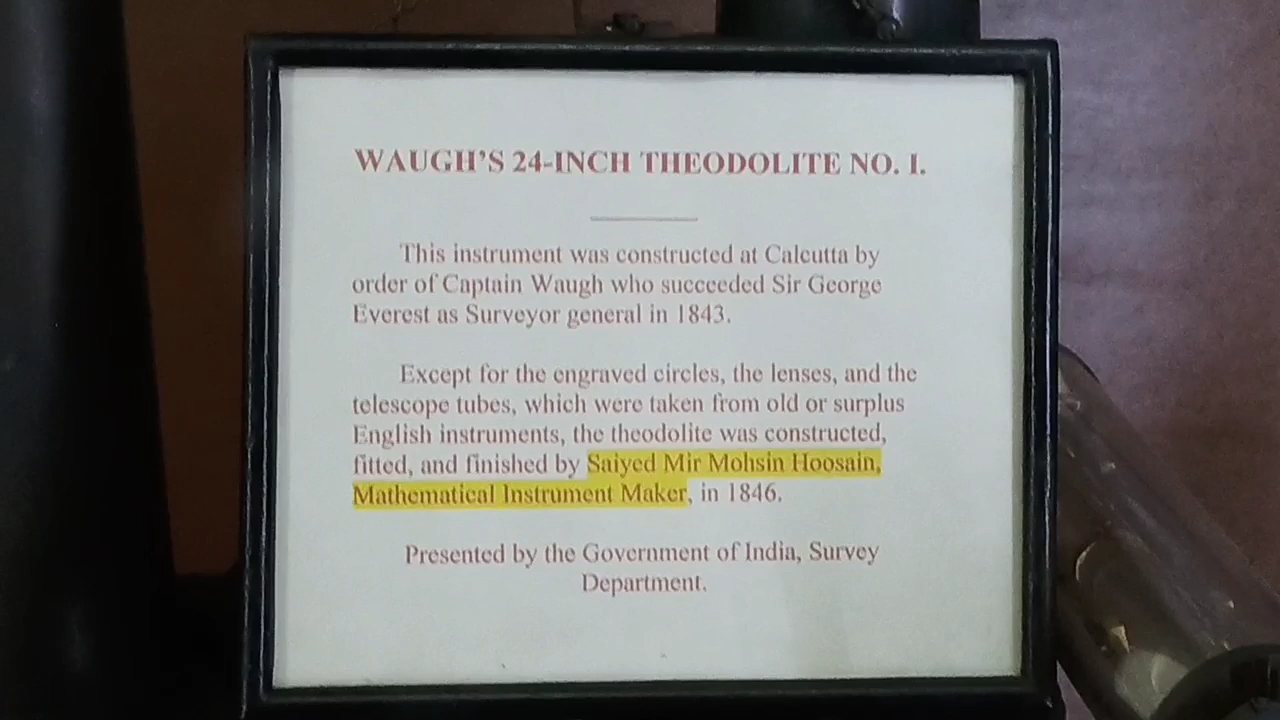 WAUGH'S 24-INCH THEODOLITE NO. I.
This instrument was constructed at Calcutta by
order of Captain Waugh who succeeded Sir George
Everest as Surveyor general in 1843.
Except for the engraved circles, the lenses, and the
telescope tubes, which were taken from old or surplus
English instruments, the theodolite was constructed,
fitted, and finished by Saiyed Mir Mohsin Hoosain,
Mathematical Instrument Maker, in 1846.
Presented by the Government of India, Survey
Department.